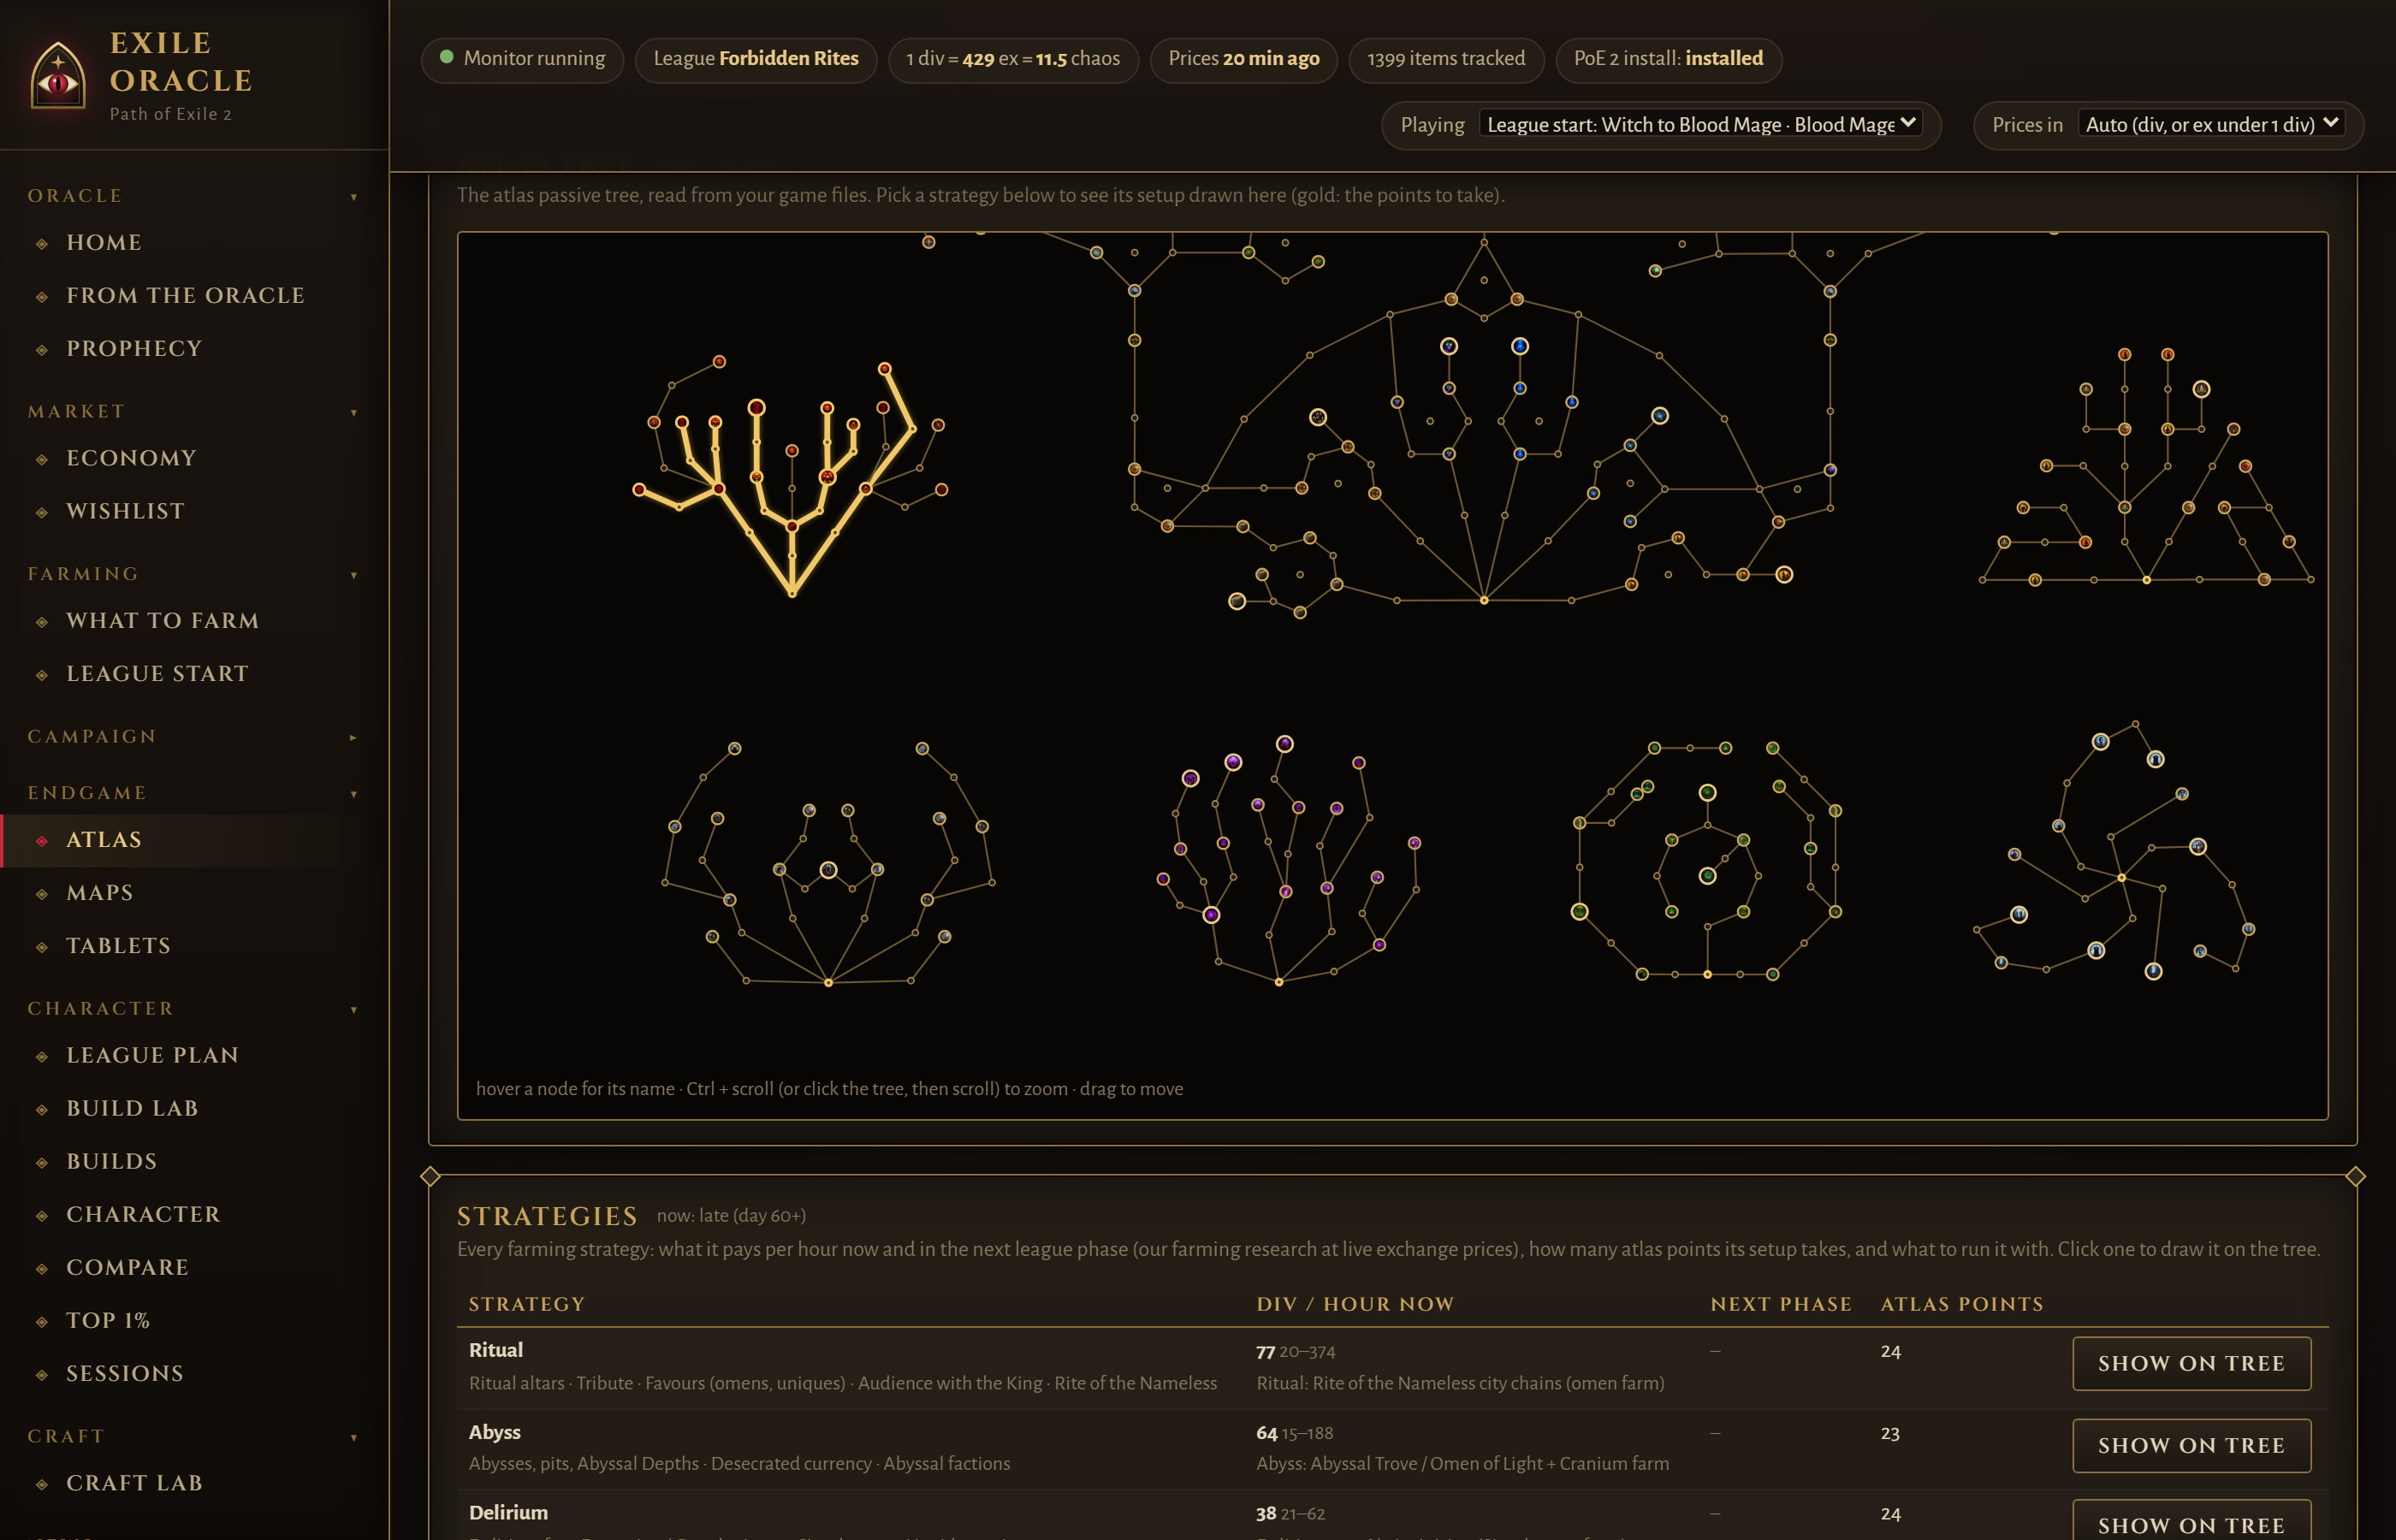 EXILE
ORACLE
Path of Exile 2
Monitor running
League Forbidden Rites
1 div = 429 ex = 11.5 chaos
Prices 20 min ago
1399 items tracked
PoE 2 install: installed
Playing League start: Witch to Blood Mage · Blood Mage
Prices in Auto (div, or ex under 1 div)
ORACLE
HOME
FROM THE ORACLE
PROPHECY
MARKET
ECONOMY
WISHLIST
FARMING
WHAT TO FARM
LEAGUE START
CAMPAIGN
ENDGAME
ATLAS
MAPS
TABLETS
CHARACTER
LEAGUE PLAN
BUILD LAB
BUILDS
CHARACTER
COMPARE
TOP 1%
SESSIONS
CRAFT
CRAFT LAB
The atlas passive tree, read from your game files. Pick a strategy below to see its setup drawn here (gold: the points to take).
hover a node for its name · Ctrl + scroll (or click the tree, then scroll) to zoom · drag to move
STRATEGIES now: late (day 60+)
Every farming strategy: what it pays per hour now and in the next league phase (our farming research at live exchange prices), how many atlas points its setup takes, and what to run it with. Click one to draw it on the tree.
STRATEGY DIV / HOUR NOW NEXT PHASE ATLAS POINTS
Ritual 77 20–374 – 24 SHOW ON TREE
Ritual altars · Tribute · Favours (omens, uniques) · Audience with the King · Rite of the Nameless Ritual: Rite of the Nameless city chains (omen farm)
Abyss 64 15–188 – 23 SHOW ON TREE
Abysses, pits, Abyssal Depths · Desecrated currency · Abyssal factions Abyss: Abyssal Trove / Omen of Light + Cranium farm
Delirium 38 21–62 – 24 SHOW ON TREE